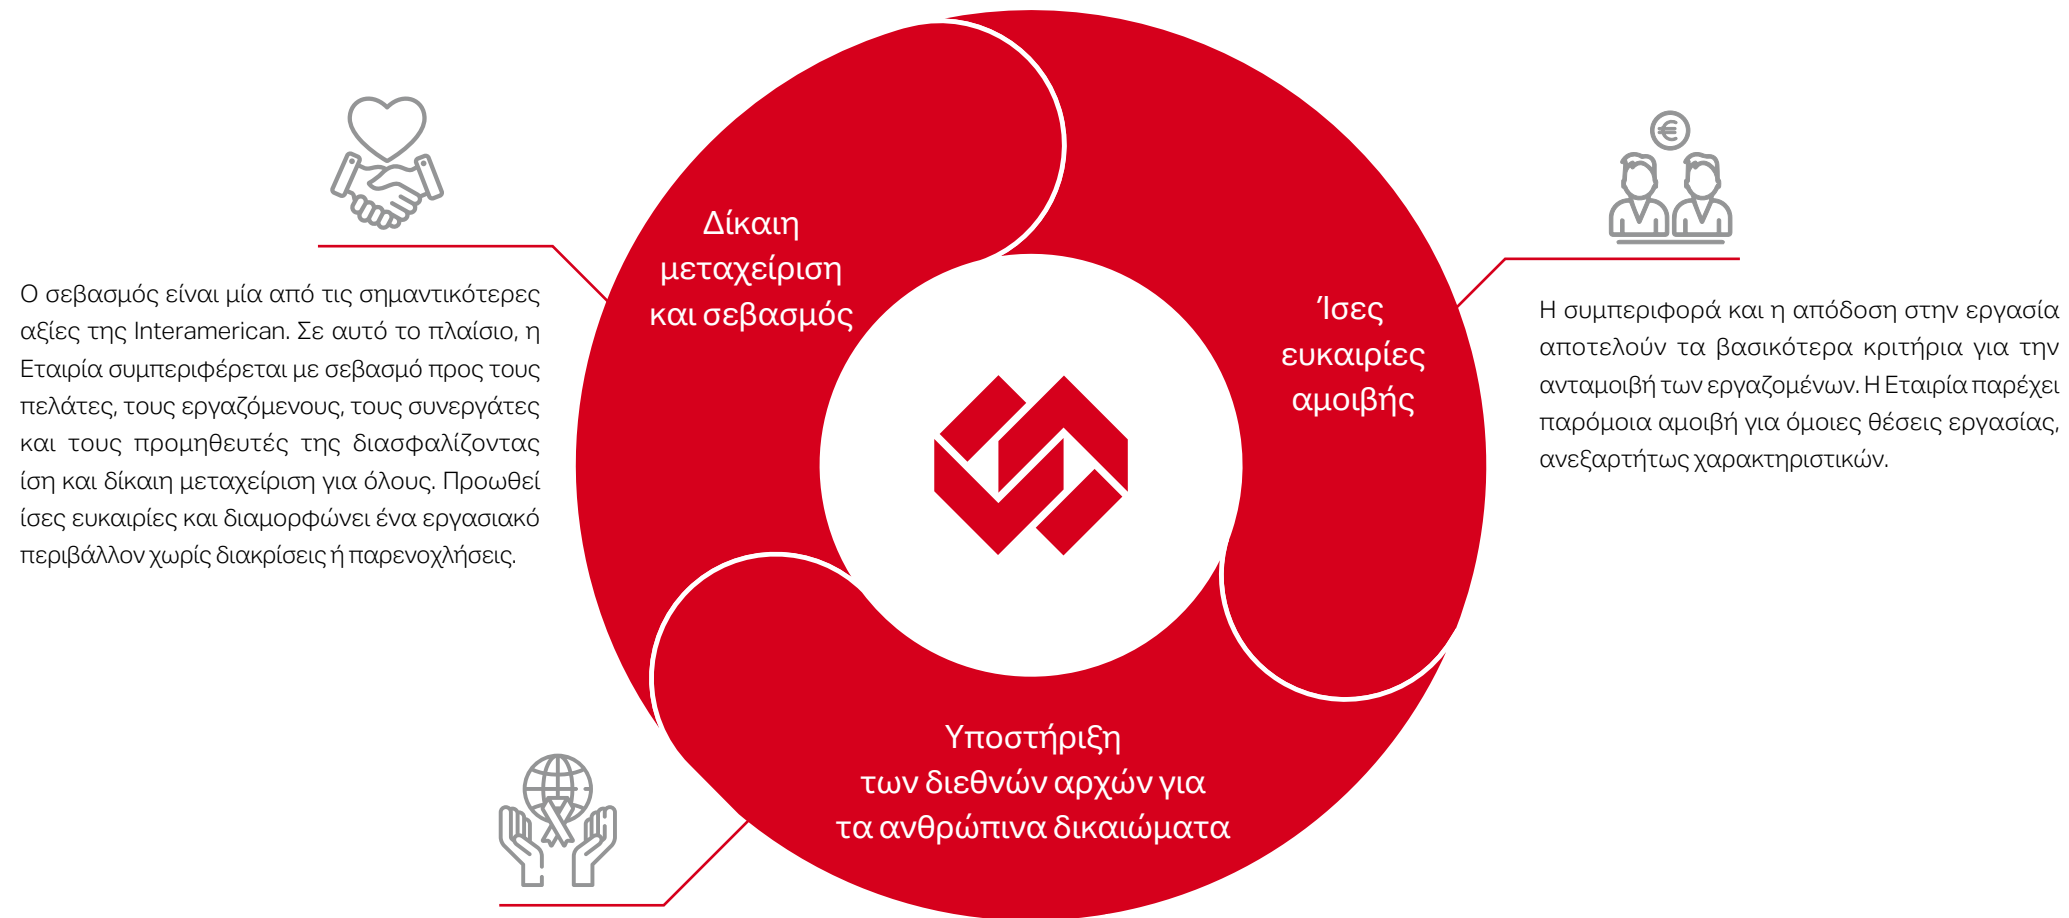 Δίκαιη
μεταχείριση
και σεβασμός
Ο σεβασμός είναι μία από τις σημαντικότερες
αξίες της Interamerican. Σε αυτό το πλαίσιο, η
Εταιρία συμπεριφέρεται με σεβασμό προς τους
πελάτες, τους εργαζόμενους, τους συνεργάτες
και τους προμηθευτές της διασφαλίζοντας
ίση και δίκαιη μεταχείριση για όλους. Προωθεί
ίσες ευκαιρίες και διαμορφώνει ένα εργασιακό
περιβάλλον χωρίς διακρίσεις ή παρενοχλήσεις.
Ίσες
ευκαιρίες
αμοιβής
Η συμπεριφορά και η απόδοση στην εργασία
αποτελούν τα βασικότερα κριτήρια για την
ανταμοιβή των εργαζομένων. Η Εταιρία παρέχει
παρόμοια αμοιβή για όμοιες θέσεις εργασίας,
ανεξαρτήτως χαρακτηριστικών.
Υποστήριξη
των διεθνών αρχών για
τα ανθρώπινα δικαιώματα